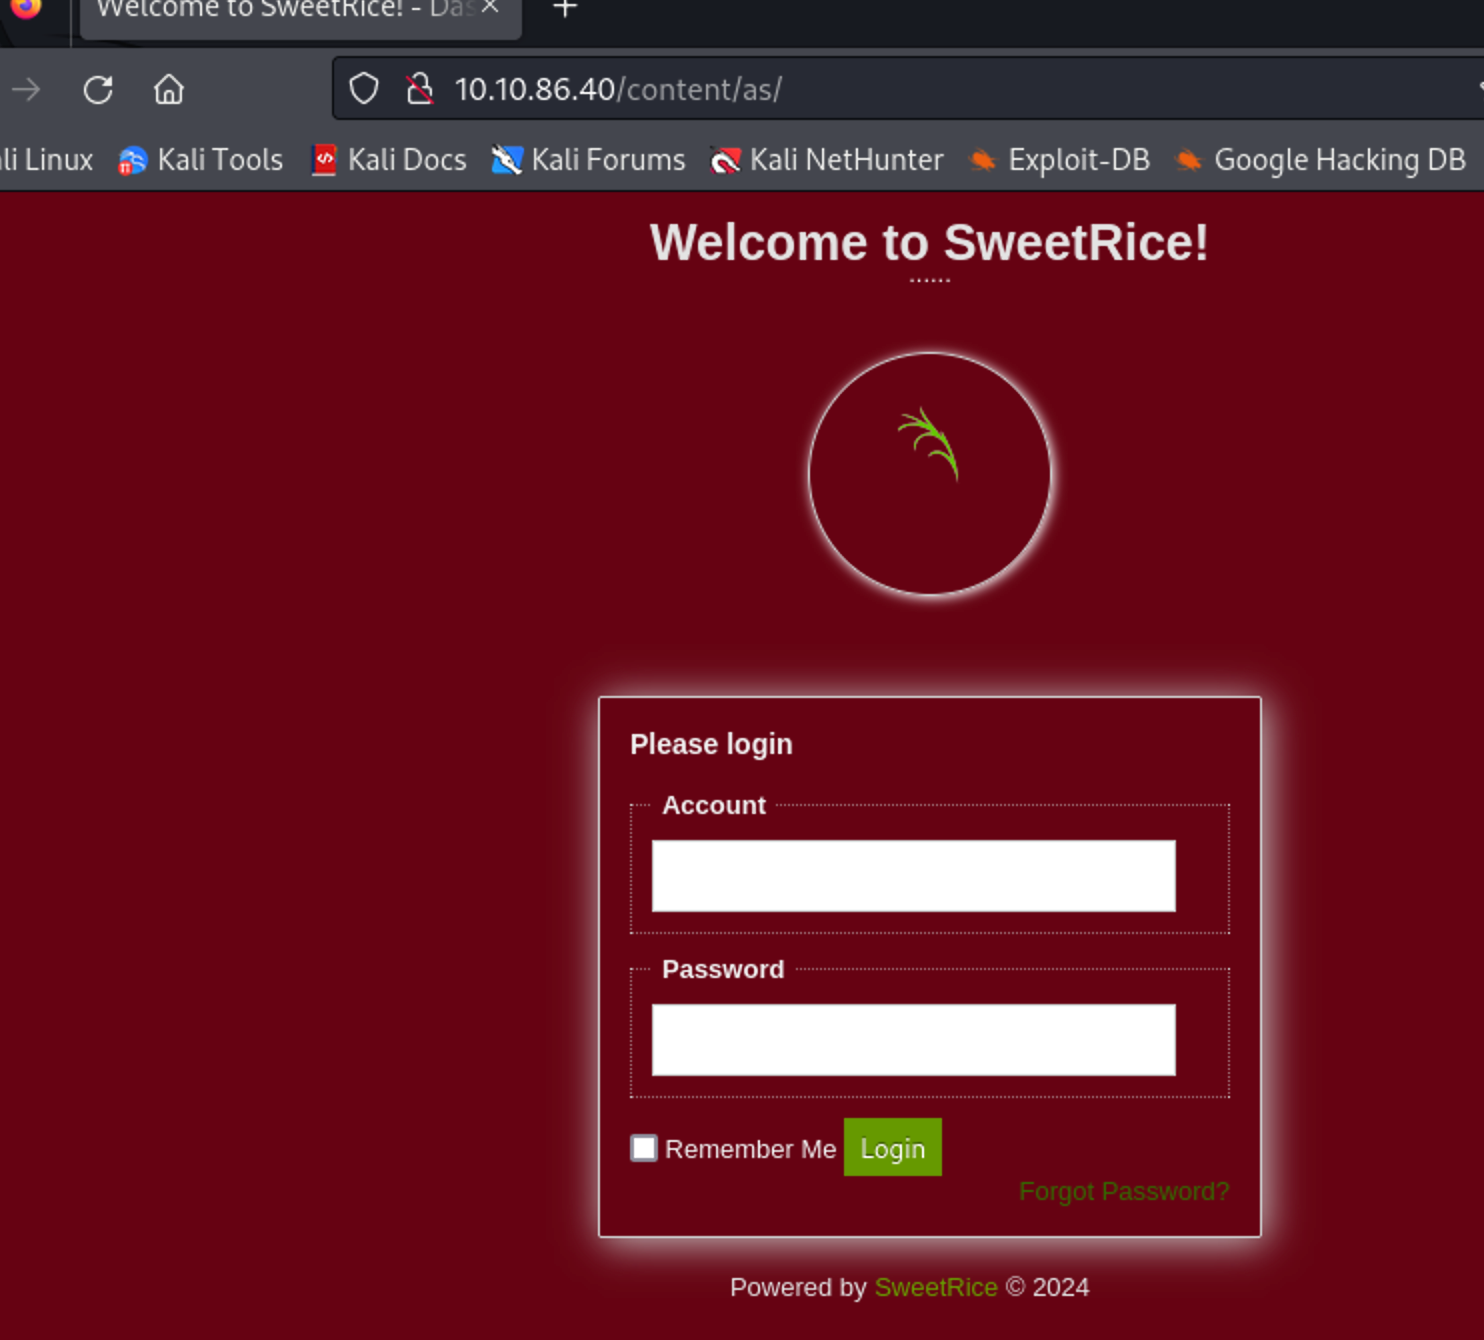 Welcome to SweetRice! - Das
10.10.86.40/content/as/
ali Linux Kali Tools Kali Docs Kali Forums Kali NetHunter Exploit-DB Google Hacking DB
Welcome to SweetRice!
......
Please login
Account
Password
Remember Me Login
Forgot Password?
Powered by SweetRice © 2024